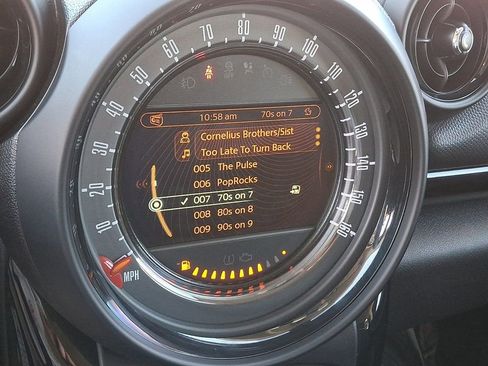 10:58 am 70s on 7
Cornelius Brothers/Sist
Too Late To Turn Back
005 The Pulse
006 PopRocks
007 70s on 7
008 80s on 8
009 90s on 9
10 20 30 40 50 60 70 80 90 100 110 120 130 140 150 160
MPH